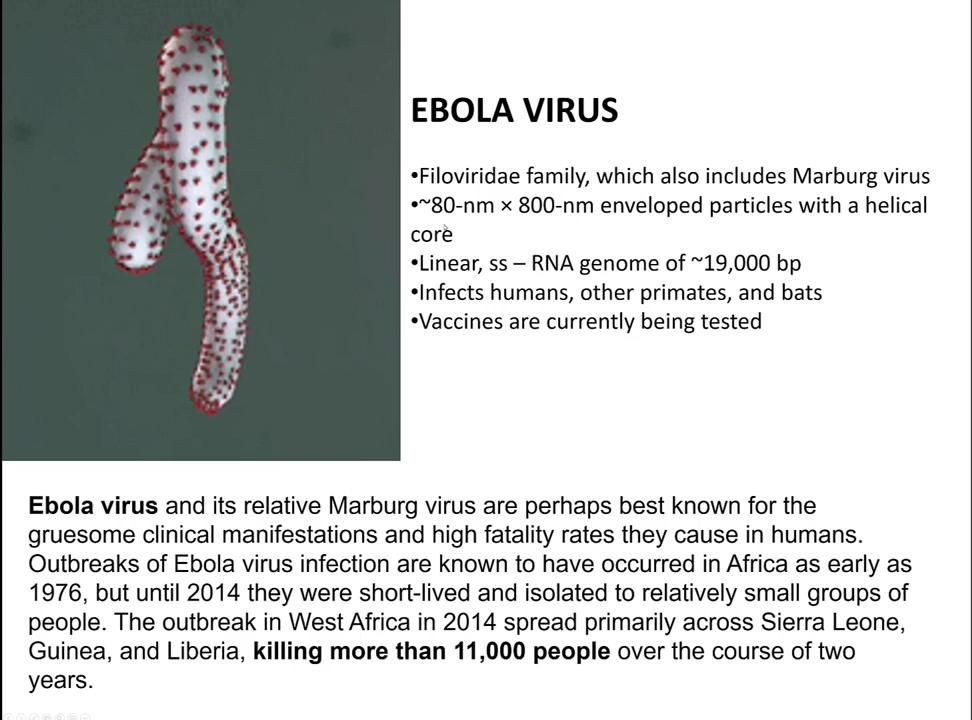 EBOLA VIRUS
•Filoviridae family, which also includes Marburg virus
•~80-nm × 800-nm enveloped particles with a helical
core
•Linear, ss – RNA genome of ~19,000 bp
•Infects humans, other primates, and bats
•Vaccines are currently being tested
Ebola virus and its relative Marburg virus are perhaps best known for the
gruesome clinical manifestations and high fatality rates they cause in humans.
Outbreaks of Ebola virus infection are known to have occurred in Africa as early as
1976, but until 2014 they were short-lived and isolated to relatively small groups of
people. The outbreak in West Africa in 2014 spread primarily across Sierra Leone,
Guinea, and Liberia, killing more than 11,000 people over the course of two
years.